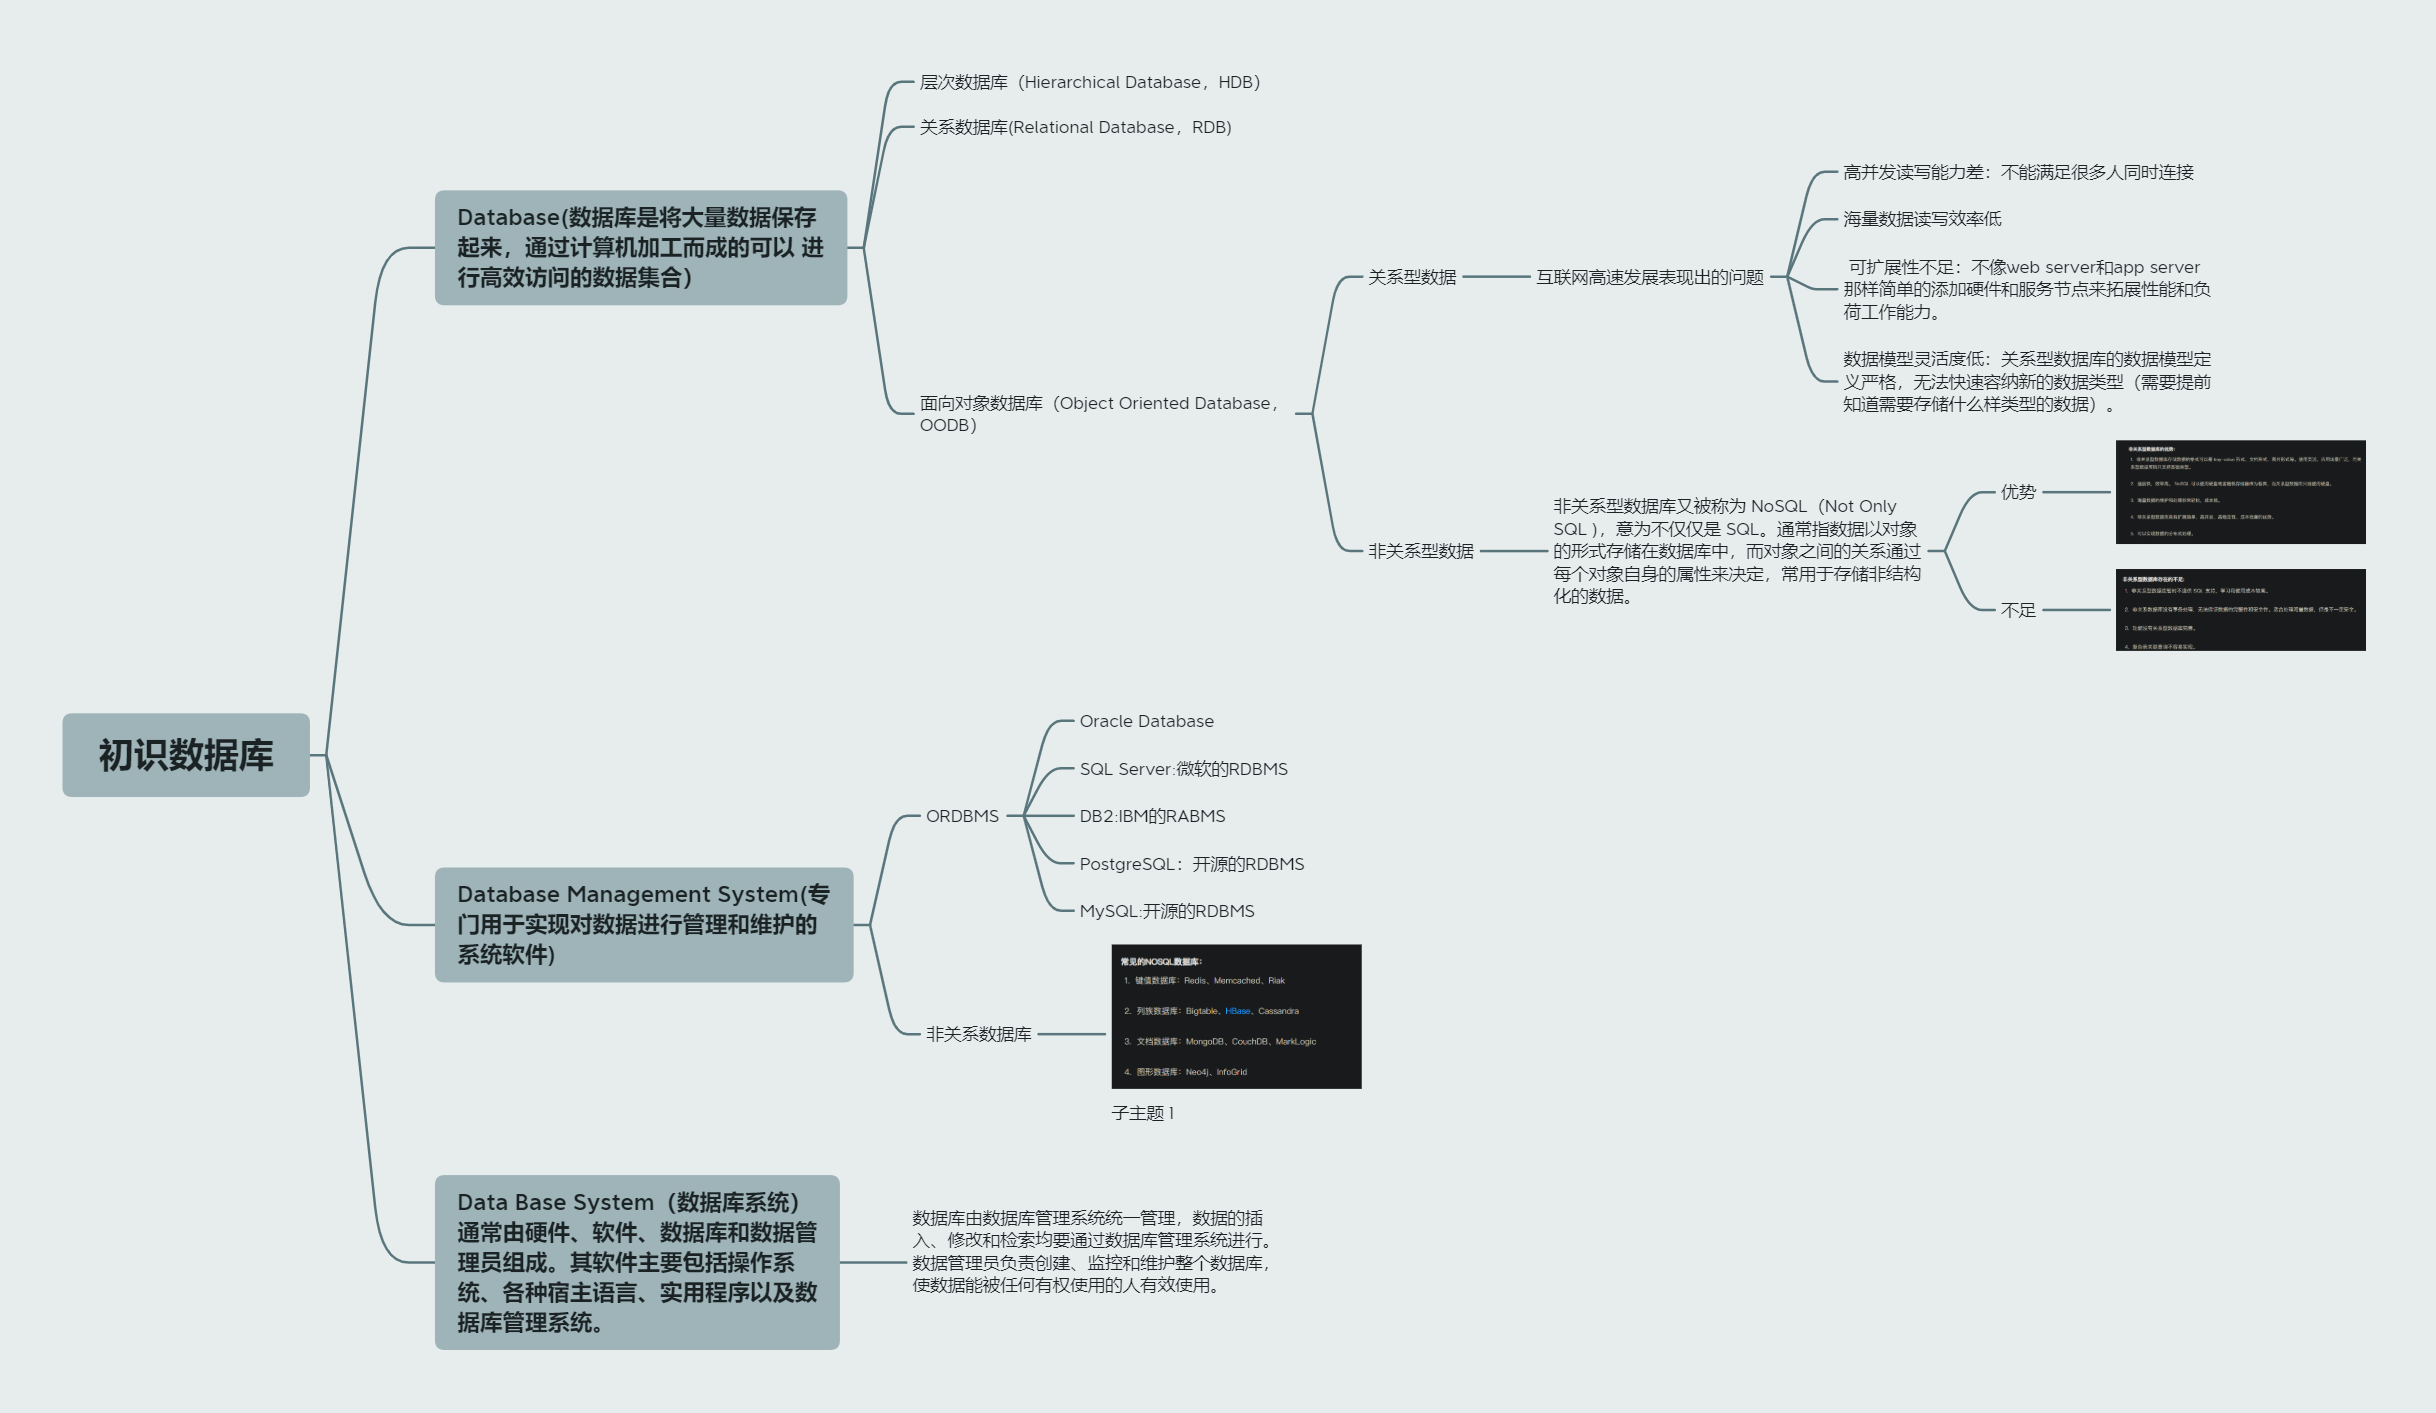 初识数据库
Database(数据库是将大量数据保存
起来，通过计算机加工而成的可以 进
行高效访问的数据集合）
层次数据库（Hierarchical Database，HDB）
关系数据库(Relational Database，RDB)
面向对象数据库（Object Oriented Database，
OODB）
关系型数据
互联网高速发展表现出的问题
高并发读写能力差：不能满足很多人同时连接
海量数据读写效率低
可扩展性不足：不像web server和app server
那样简单的添加硬件和服务节点来拓展性能和负
荷工作能力。
数据模型灵活度低：关系型数据库的数据模型定
义严格，无法快速容纳新的数据类型（需要提前
知道需要存储什么样类型的数据）。
非关系型数据
非关系型数据库又被称为 NoSQL（Not Only
SQL )，意为不仅仅是 SQL。通常指数据以对象
的形式存储在数据库中，而对象之间的关系通过
每个对象自身的属性来决定，常用于存储非结构
化的数据。
优势
非关系型数据库的优势:
不足
非关系型数据库存在的不足:
Database Management System(专
门用于实现对数据进行管理和维护的
系统软件)
ORDBMS
Oracle Database
SQL Server:微软的RDBMS
DB2:IBM的RABMS
PostgreSQL：开源的RDBMS
MySQL:开源的RDBMS
非关系数据库
常见的NOSQL数据库：
1. 键值数据库：Redis、Memcached、Riak
2. 列族数据库：Bigtable、HBase、Cassandra
3. 文档数据库：MongoDB、CouchDB、MarkLogic
4. 图形数据库：Neo4j、InfoGrid
子主题 1
Data Base System（数据库系统）
通常由硬件、软件、数据库和数据管
理员组成。其软件主要包括操作系
统、各种宿主语言、实用程序以及数
据库管理系统。
数据库由数据库管理系统统一管理，数据的插
入、修改和检索均要通过数据库管理系统进行。
数据管理员负责创建、监控和维护整个数据库，
使数据能被任何有权使用的人有效使用。